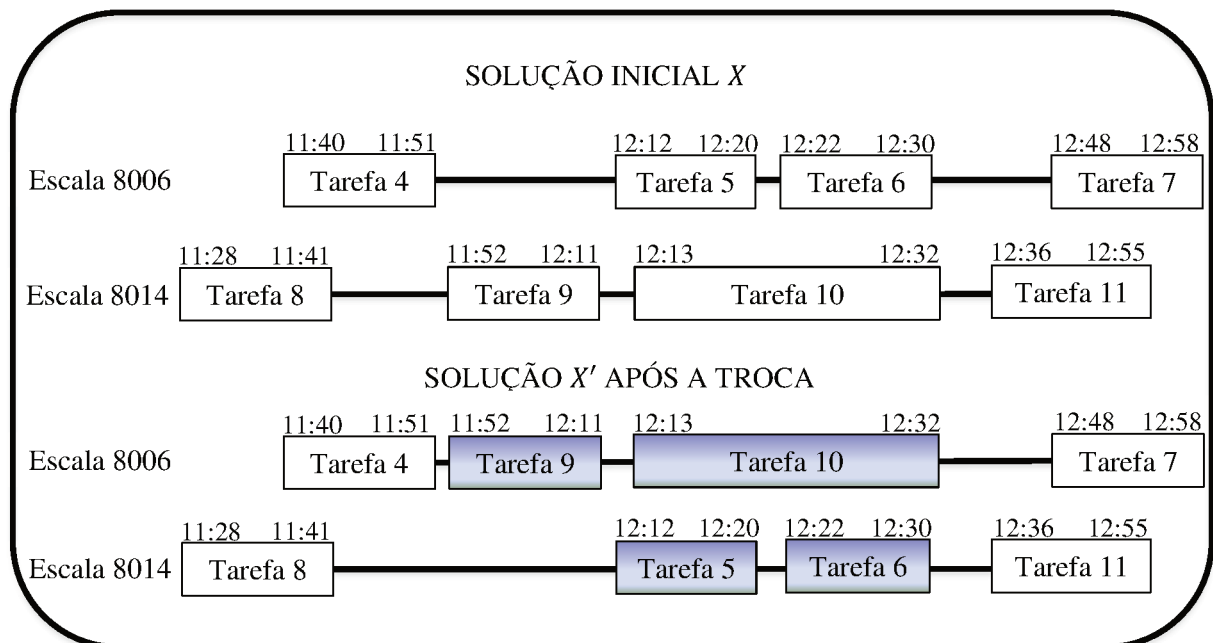 SOLUÇÃO INICIAL X
11:40 11:51 12:12 12:20 12:22 12:30 12:48 12:58
Escala 8006 Tarefa 4 Tarefa 5 Tarefa 6 Tarefa 7
11:28 11:41 11:52 12:11 12:13 12:32 12:36 12:55
Escala 8014 Tarefa 8 Tarefa 9 Tarefa 10 Tarefa 11
SOLUÇÃO X′ APÓS A TROCA
11:40 11:51 11:52 12:11 12:13 12:32 12:48 12:58
Escala 8006 Tarefa 4 Tarefa 9 Tarefa 10 Tarefa 7
11:28 11:41 12:12 12:20 12:22 12:30 12:36 12:55
Escala 8014 Tarefa 8 Tarefa 5 Tarefa 6 Tarefa 11